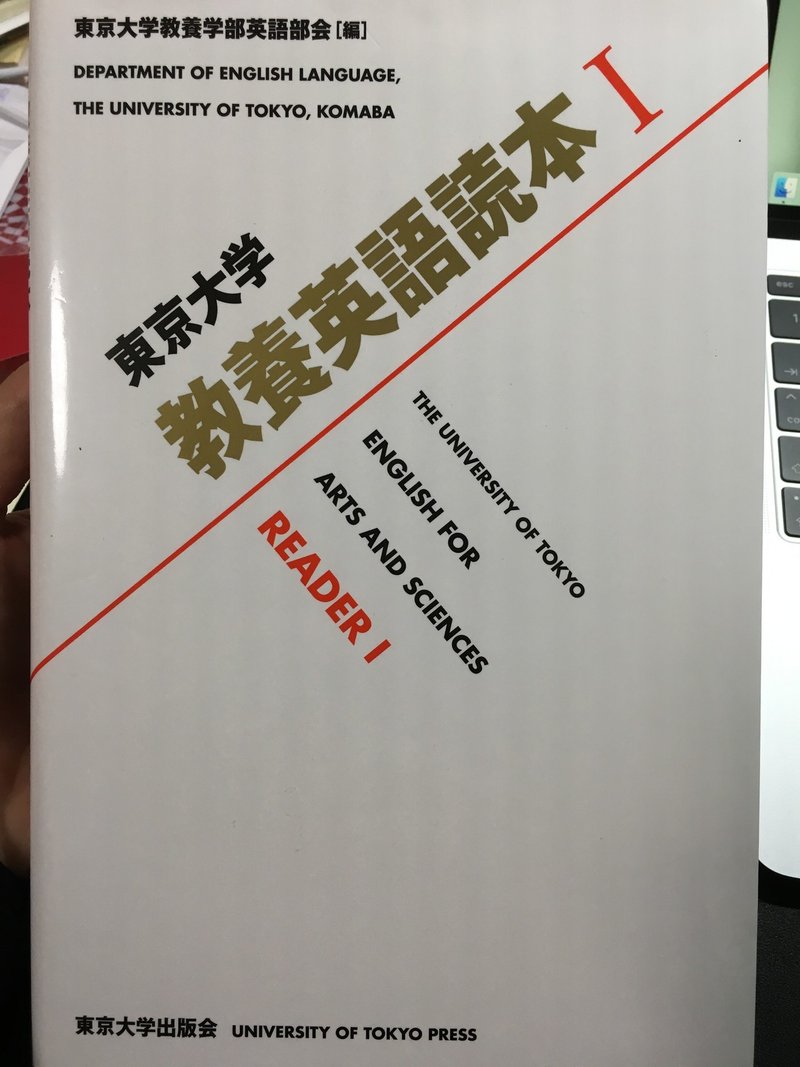 東京大学教養学部英語部会[編]
DEPARTMENT OF ENGLISH LANGUAGE,
THE UNIVERSITY OF TOKYO, KOMABA
東京大学
教養英語読本 I
THE UNIVERSITY OF TOKYO
ENGLISH FOR
ARTS AND SCIENCES
READER I
東京大学出版会 UNIVERSITY OF TOKYO PRESS
esc
1